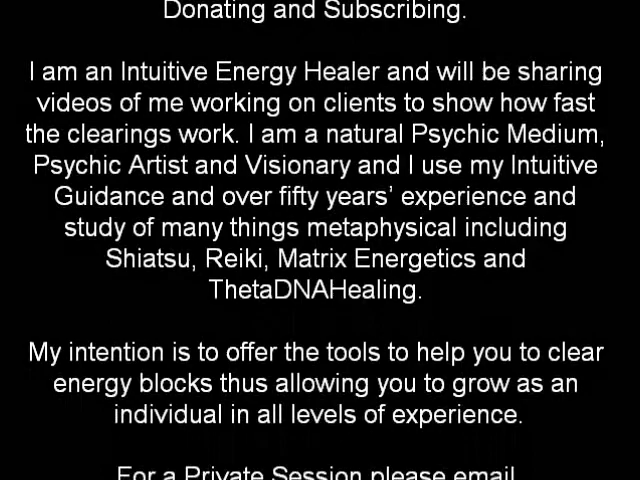 Donating and Subscribing.
I am an Intuitive Energy Healer and will be sharing
videos of me working on clients to show how fast
the clearings work. I am a natural Psychic Medium,
Psychic Artist and Visionary and I use my Intuitive
Guidance and over fifty years’ experience and
study of many things metaphysical including
Shiatsu, Reiki, Matrix Energetics and
ThetaDNAHealing.
My intention is to offer the tools to help you to clear
energy blocks thus allowing you to grow as an
individual in all levels of experience.
For a Private Session please email